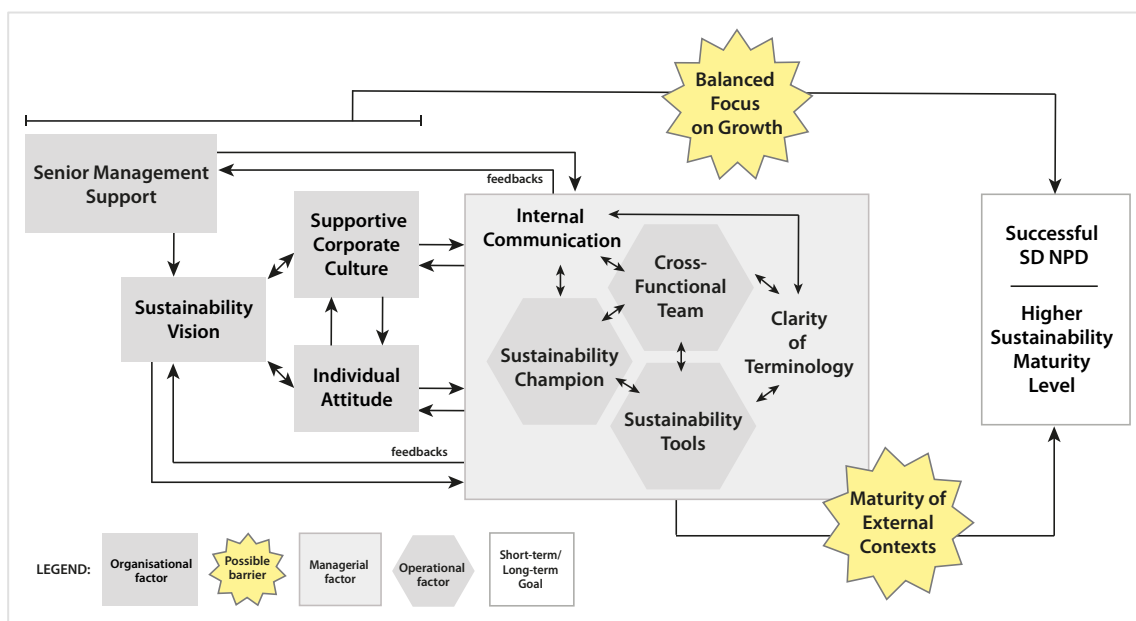 Balanced
Focus
on Growth
Senior Management
Support
feedbacks
Supportive
Corporate
Culture
Sustainability
Vision
Individual
Attitude
feedbacks
Internal
Communication
Cross-
Functional
Team
Sustainability
Champion
Clarity
of
Terminology
Sustainability
Tools
Successful
SD NPD
Higher
Sustainability
Maturity
Level
Maturity of
External
Contexts
LEGEND:
Organisational
factor
Possible
barrier
Managerial
factor
Operational
factor
Short-term/
Long-term
Goal